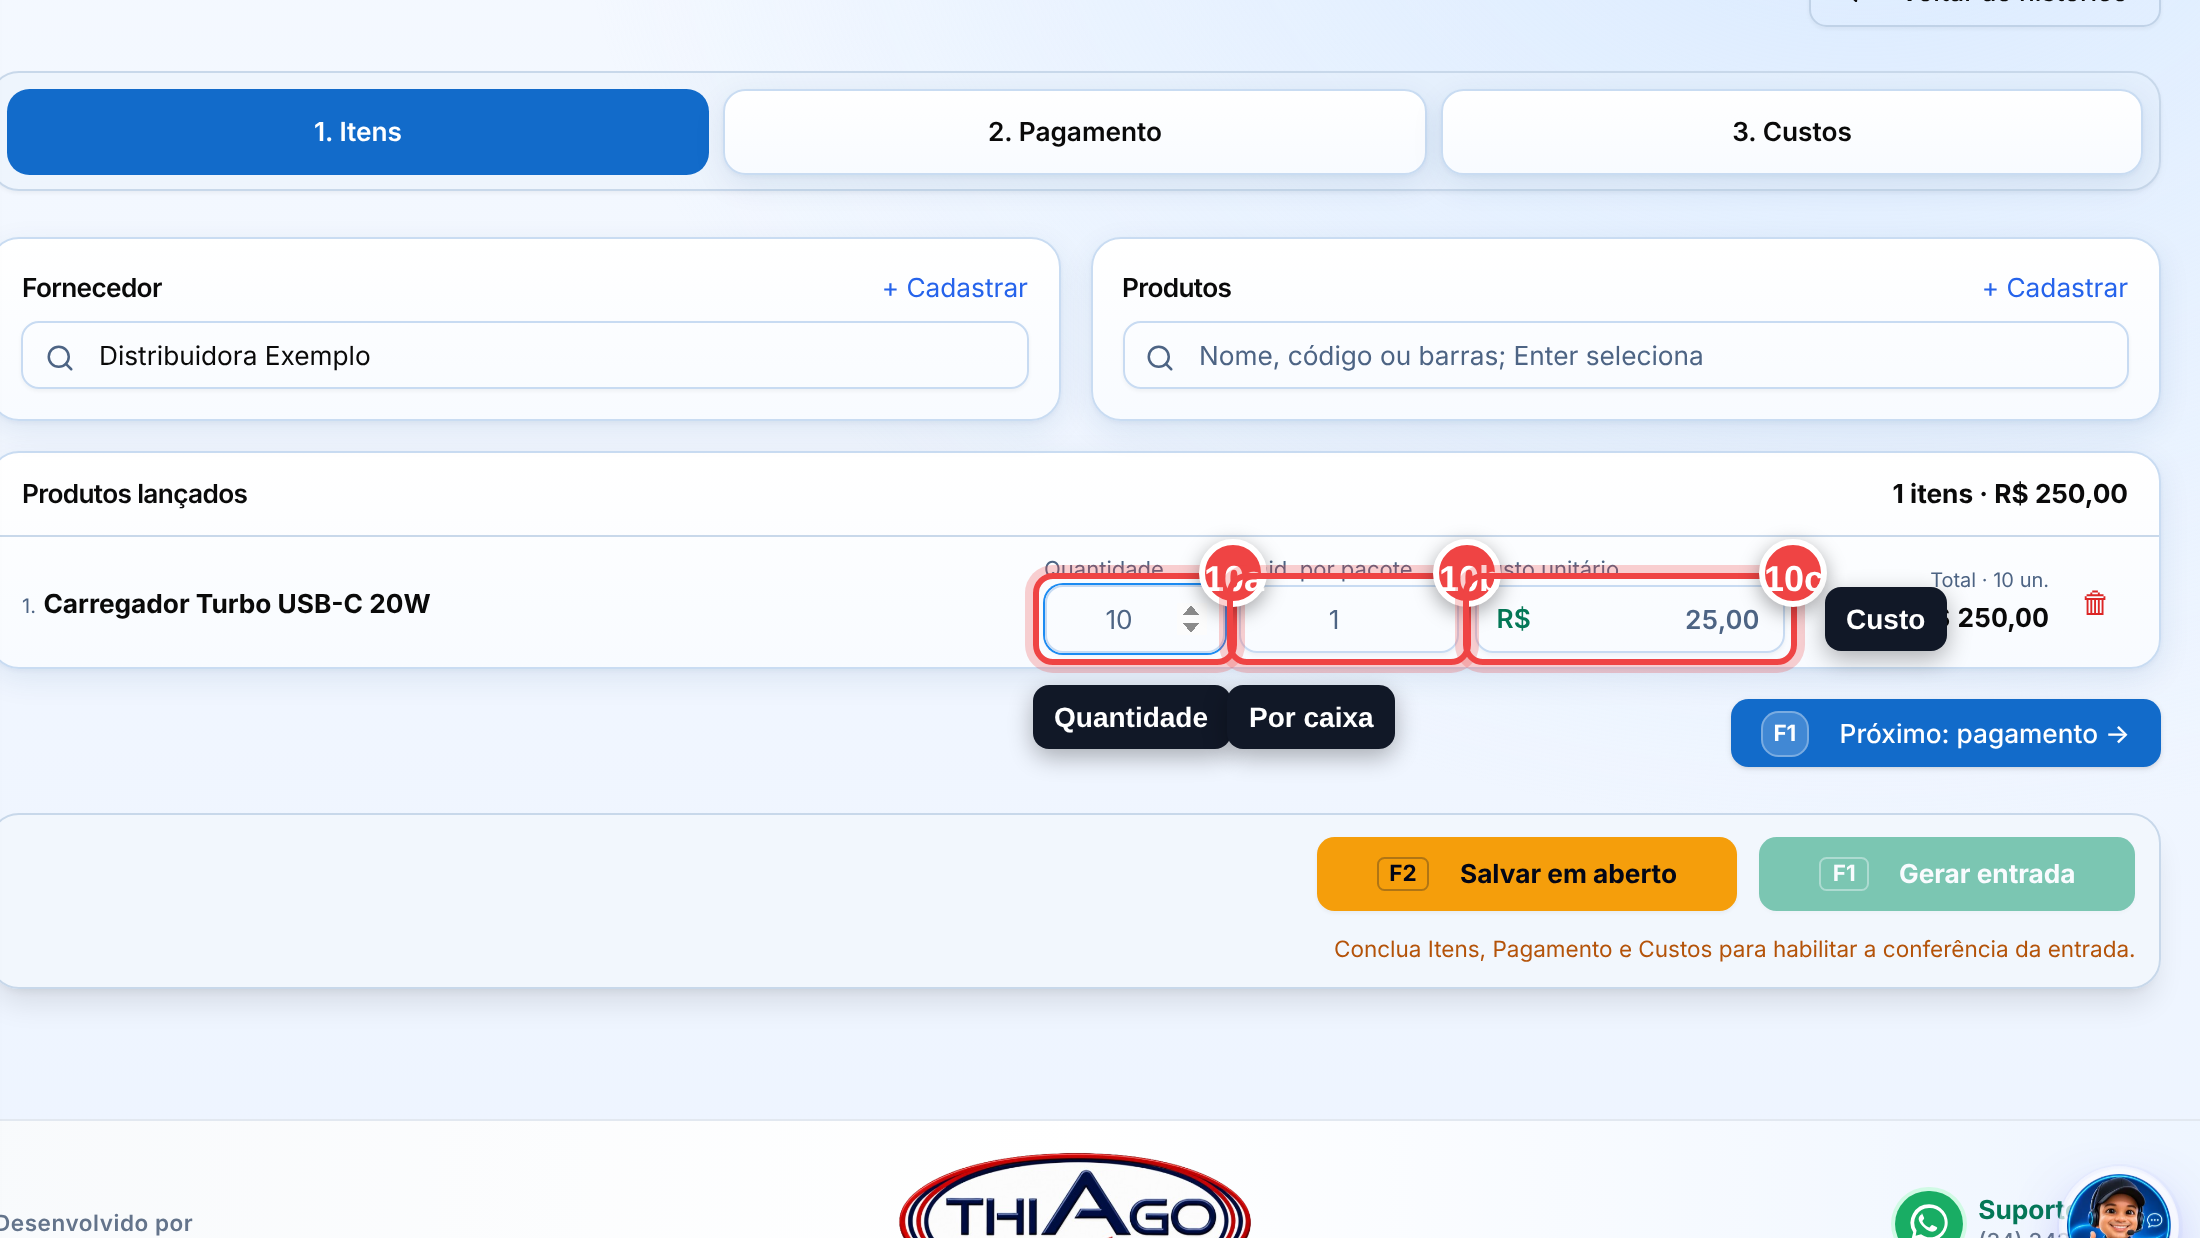 1. Itens
2. Pagamento
3. Custos
Fornecedor
+ Cadastrar
Distribuidora Exemplo
Produtos
+ Cadastrar
Nome, código ou barras; Enter seleciona
Produtos lançados
1 itens · R$ 250,00
Quantidade
por pacote
unitário
10a
10c
1. Carregador Turbo USB-C 20W
10
1
R$ 25,00
Custo
Total · 10 un.
250,00
Quantidade
Por caixa
F1 Próximo: pagamento →
F2 Salvar em aberto
F1 Gerar entrada
Conclua Itens, Pagamento e Custos para habilitar a conferência da entrada.
Desenvolvido por
THIAGO